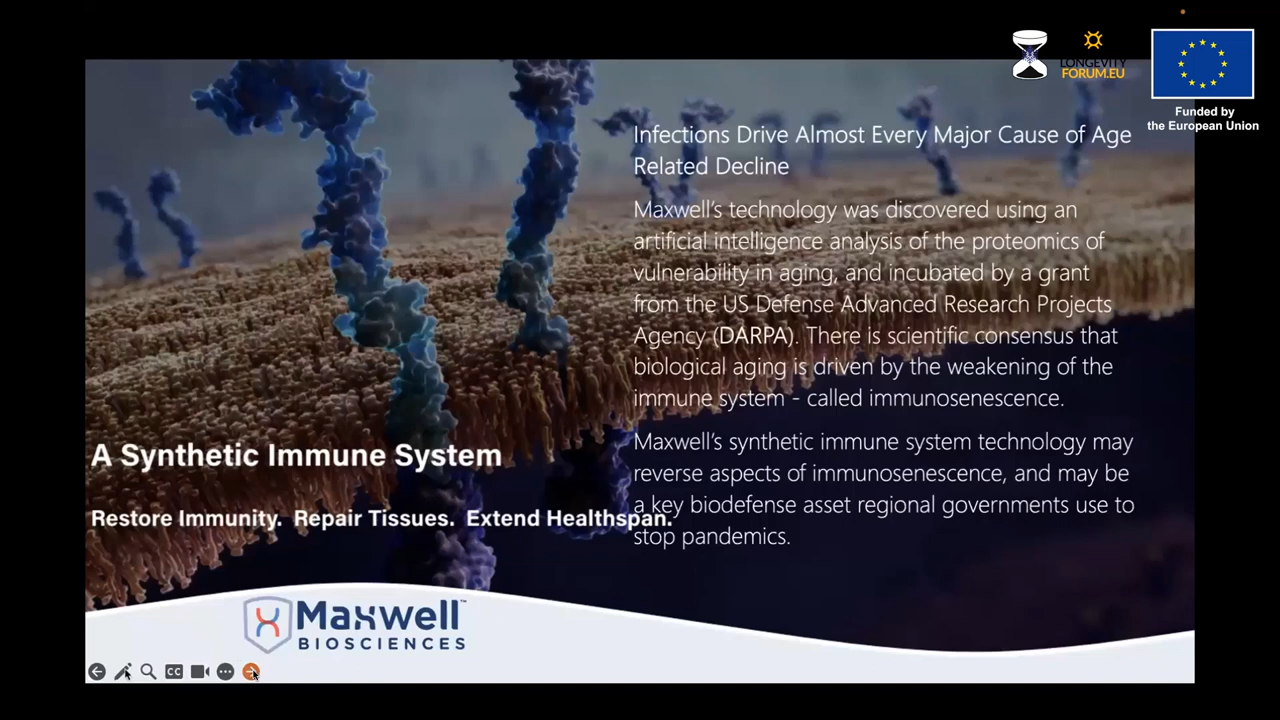 LONGEVITY
FORUM.EU
Funded by
the European Union
Infections Drive Almost Every Major Cause of Age
Related Decline
Maxwell's technology was discovered using an
artificial intelligence analysis of the proteomics of
vulnerability in aging, and incubated by a grant
from the US Defense Advanced Research Projects
Agency (DARPA). There is scientific consensus that
biological aging is driven by the weakening of the
immune system - called immunosenescence.
Maxwell's synthetic immune system technology may
reverse aspects of immunosenescence, and may be
a key biodefense asset regional governments use to
stop pandemics.
A Synthetic Immune System
Restore Immunity. Repair Tissues. Extend Healthspan.
Maxwell™
BIOSCIENCES
CC